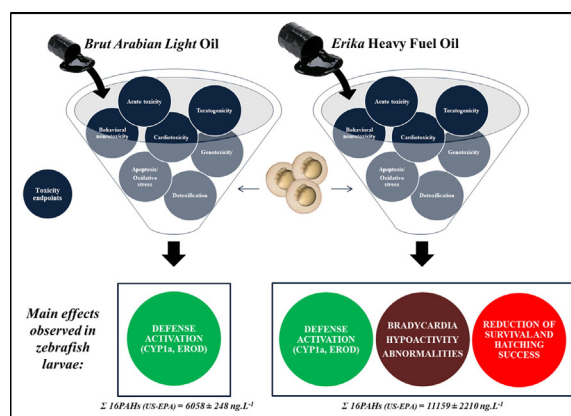 Brut Arabian Light Oil
Erika Heavy Fuel Oil
Acute toxicity
Teratogenicity
Behavioral
neurotoxicity
Cardiotoxicity
Genotoxicity
Apoptosis/
Oxidative
stress
Detoxification
Acute toxicity
Teratogenicity
Behavioral
neurotoxicity
Cardiotoxicity
Genotoxicity
Apoptosis/
Oxidative
stress
Detoxification
Toxicity
endpoints
Main effects
observed in
zebrafish
larvae:
DEFENSE
ACTIVATION
(CYP1a, EROD)
DEFENSE
ACTIVATION
(CYP1a, EROD)
BRADYCARDIA
HYPOACTIVITY
ABNORMALITIES
REDUCTION OF
SURVIVAL AND
HATCHING
SUCCESS
Σ 16PAHs (US-EPA) = 6058 ± 248 ng.L⁻¹
Σ 16PAHs (US-EPA) = 11159 ± 2210 ng.L⁻¹